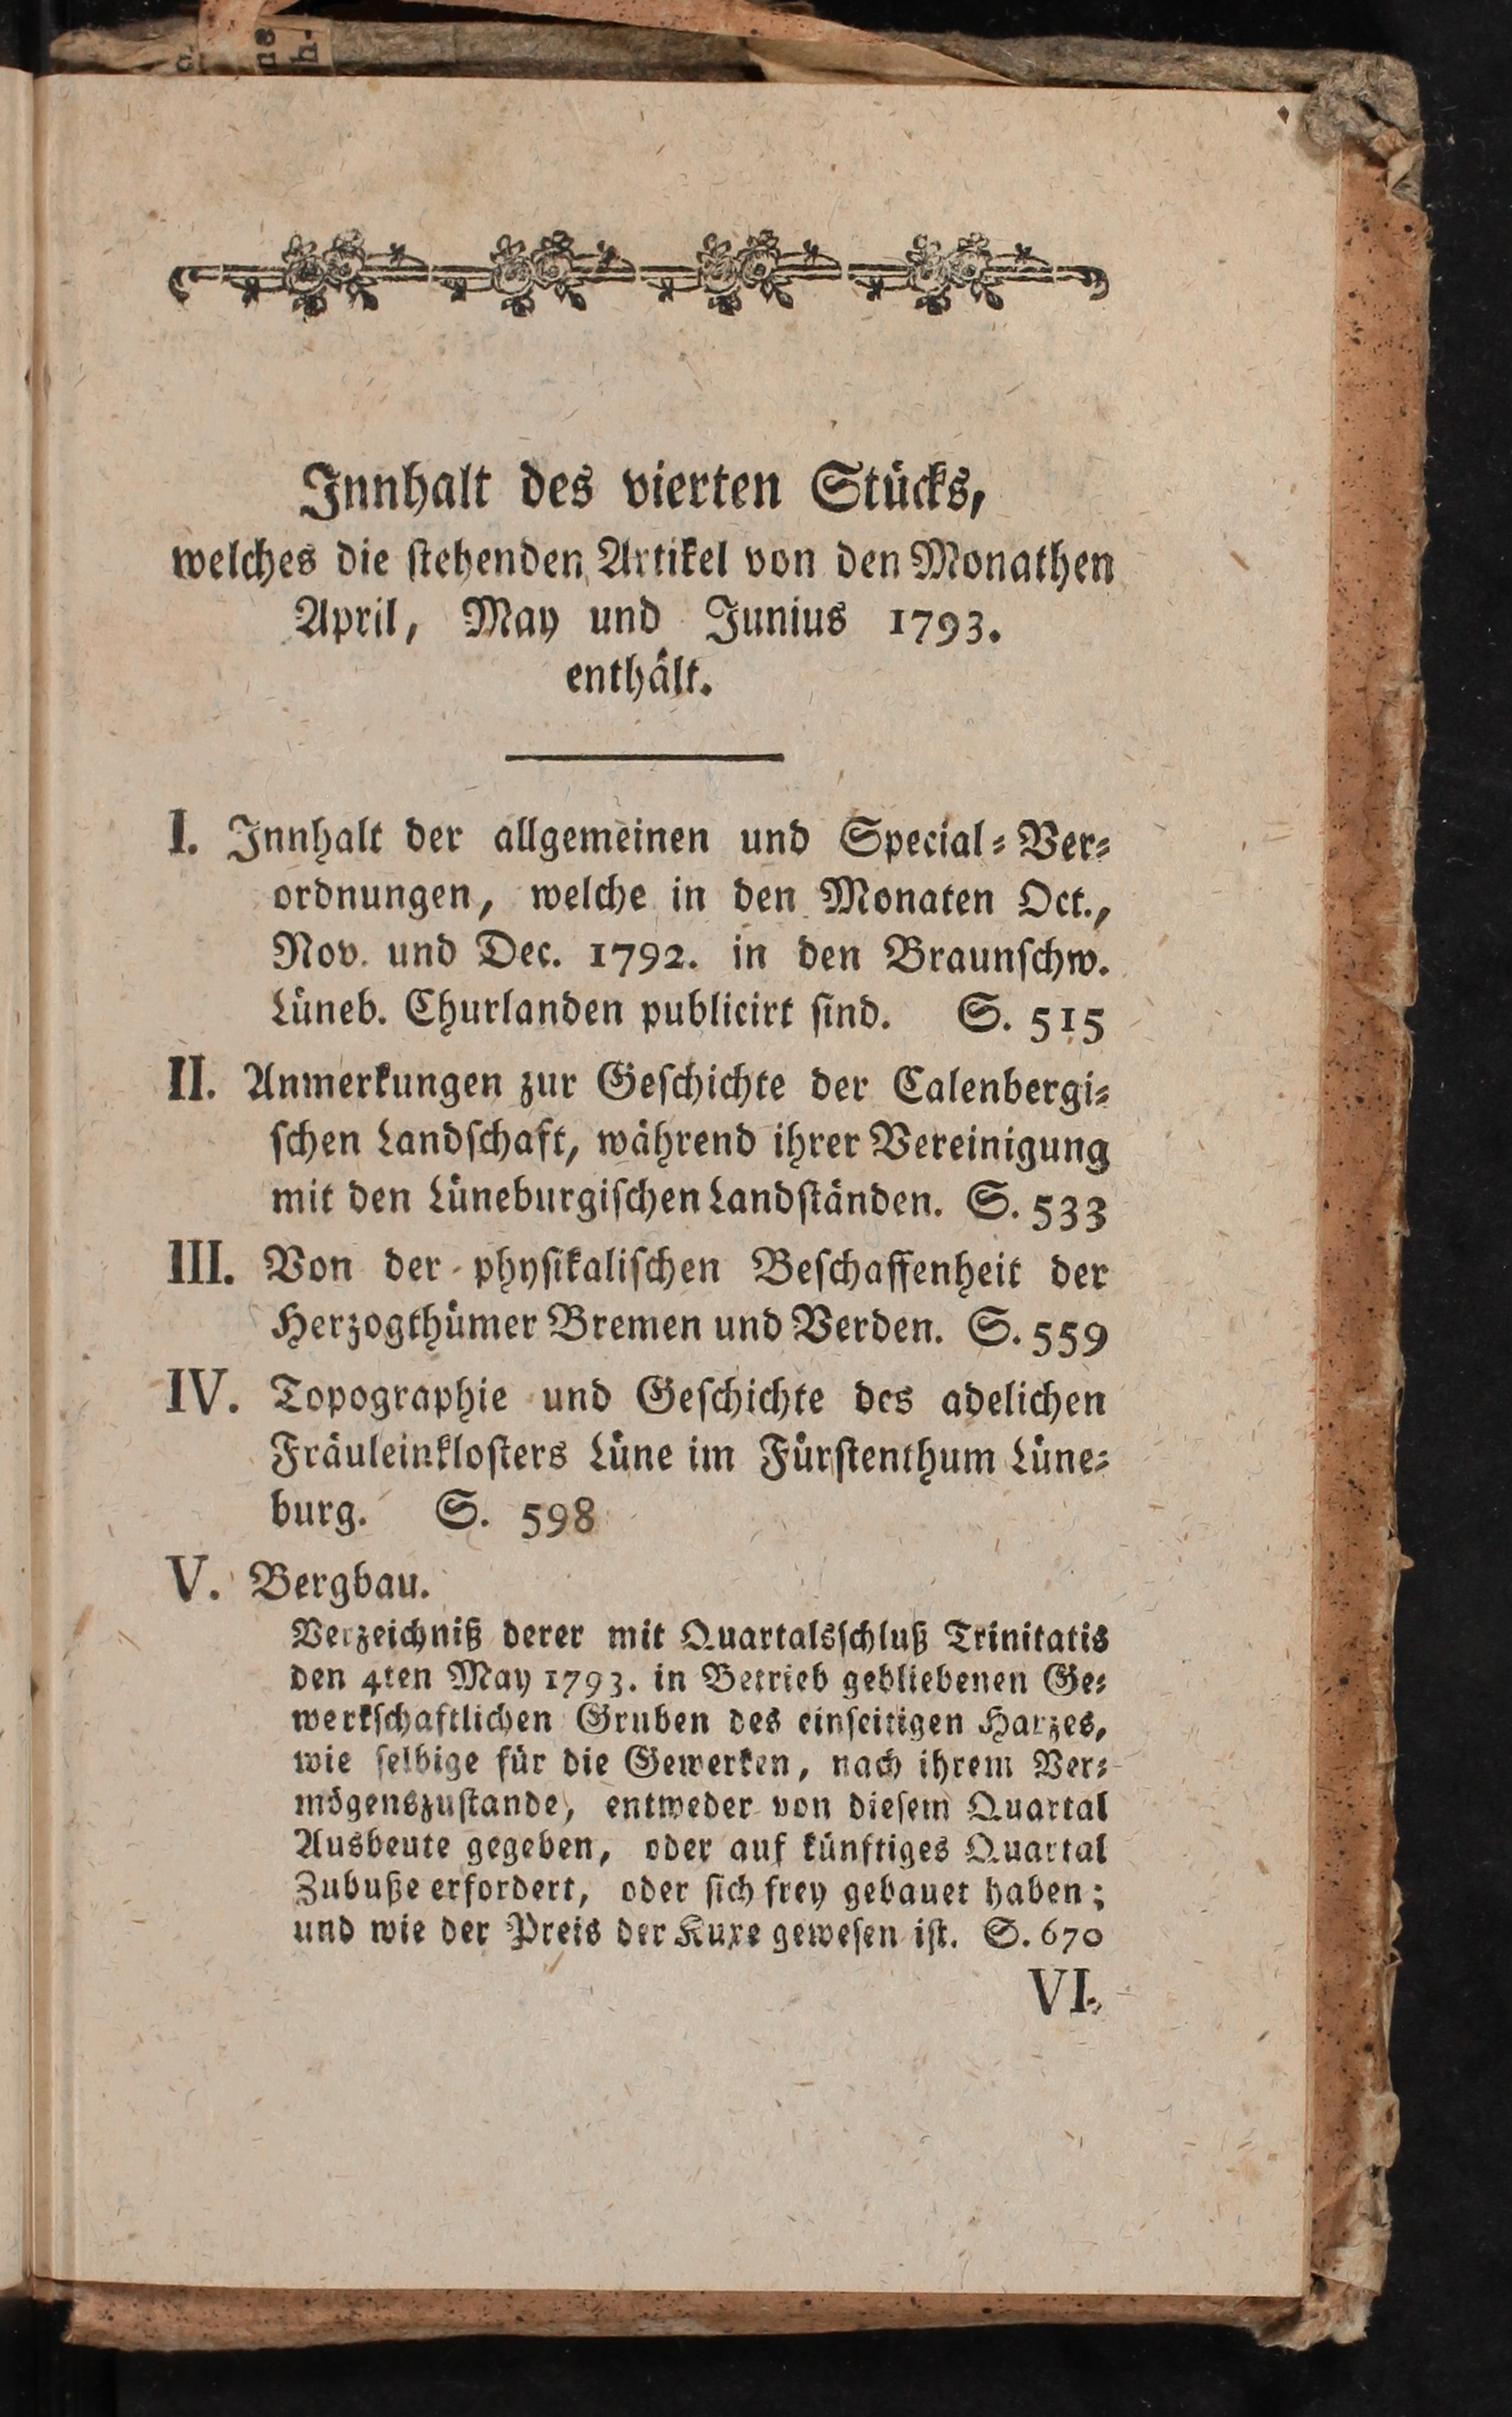 Innhalt des vierten Stücks,
welches die stehenden Artikel von den Monathen
April, May und Junius 1793.
enthält.
I. Innhalt der allgemeinen und Special-Ver-
ordnungen, welche in den Monaten Oct.,
Nov. und Dec. 1792. in den Braunschw.
Lüneb. Churlanden publicirt sind. S. 515
II. Anmerkungen zur Geschichte der Calenbergi-
schen Landschaft, während ihrer Vereinigung
mit den Lüneburgischen Landständen. S. 533
III. Von der physikalischen Beschaffenheit der
Herzogthümer Bremen und Verden. S. 559
IV. Topographie und Geschichte des adelichen
Fräuleinklosters Lüne im Fürstenthum Lüne-
burg. S. 598
V. Bergbau.
Verzeichniß derer mit Quartalsschluß Trinitatis
den 4ten May 1793. in Betrieb gebliebenen Ge-
werkschaftlichen Gruben des einseitigen Harzes,
wie selbige für die Gewerken, nach ihrem Ver-
mögenszustande, entweder von diesem Quartal
Ausbeute gegeben, oder auf künftiges Quartal
Zubuße erfordert, oder sich frey gebauet haben;
und wie der Preis der Kuxe gewesen ist. S. 670
VI.